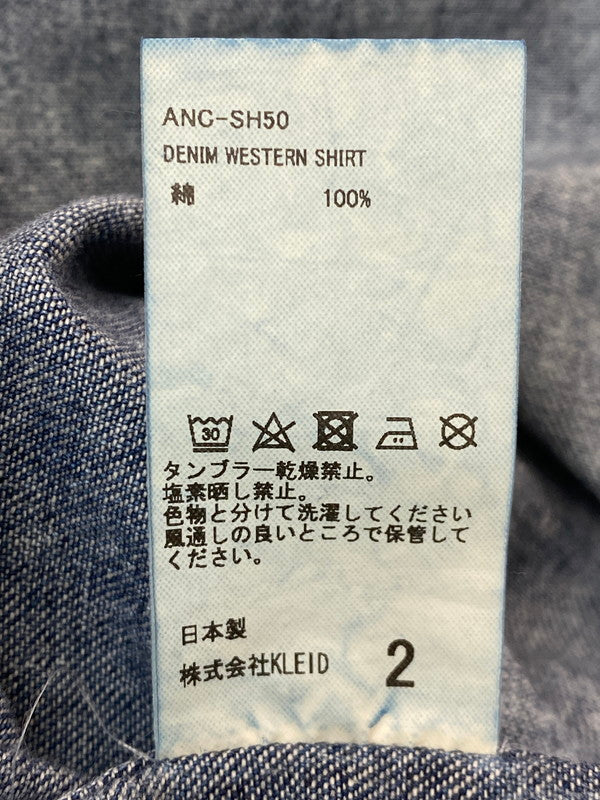 ANC-SH50
DENIM WESTERN SHIRT
綿 100%
30
タンブラー乾燥禁止。
塩素晒し禁止。
色物と分けて洗濯してください
風通しの良いところで保管して
ください。
日本製
株式会社KLEID 2